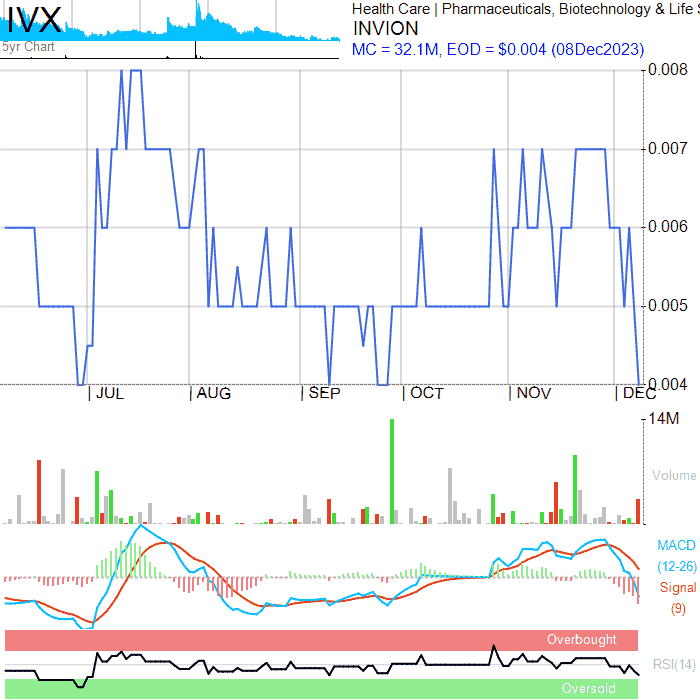 IVX
5yr Chart
Health Care | Pharmaceuticals, Biotechnology & Life S
INVION
MC = 32.1M, EOD = $0.004 (08Dec2023)
0.008
0.007
0.006
0.005
0.004
JUL AUG SEP OCT NOV DEC
14M
Volume
MACD
(12-26)
Signal
(9)
Overbought
RSI(14)
Oversold